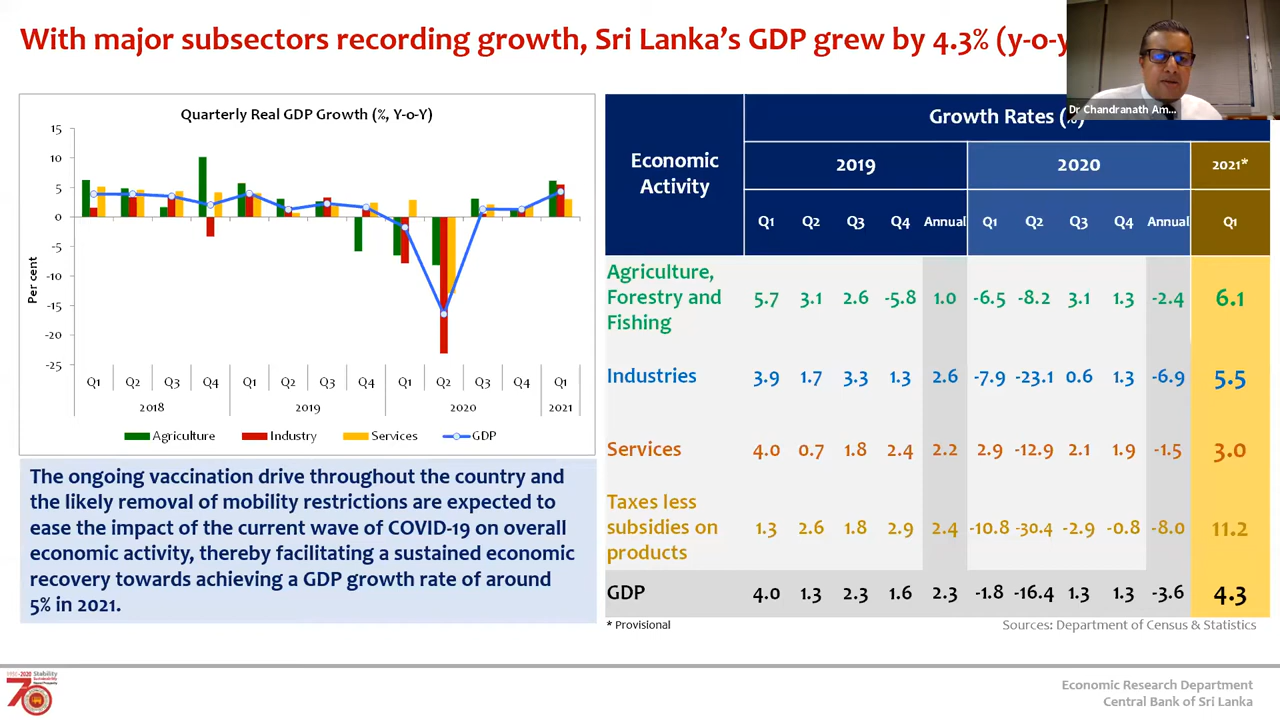 With major subsectors recording growth, Sri Lanka's GDP grew by 4.3% (y-o-y
Dr Chandranath Am...
Quarterly Real GDP Growth (%, Y-o-Y)
Per cent
15
10
5
0
-5
-10
-15
-20
-25
Q1 Q2 Q3 Q4 Q1 Q2 Q3 Q4 Q1 Q2 Q3 Q4 Q1
2018 2019 2020 2021
Agriculture Industry Services GDP
The ongoing vaccination drive throughout the country and
the likely removal of mobility restrictions are expected to
ease the impact of the current wave of COVID-19 on overall
economic activity, thereby facilitating a sustained economic
recovery towards achieving a GDP growth rate of around
5% in 2021.
Economic
Activity
Growth Rates (%)
2019 2020 2021*
Q1 Q2 Q3 Q4 Annual Q1 Q2 Q3 Q4 Annual Q1
Agriculture,
Forestry and
Fishing
5.7 3.1 2.6 -5.8 1.0 -6.5 -8.2 3.1 1.3 -2.4 6.1
Industries 3.9 1.7 3.3 1.3 2.6 -7.9 -23.1 0.6 1.3 -6.9 5.5
Services 4.0 0.7 1.8 2.4 2.2 2.9 -12.9 2.1 1.9 -1.5 3.0
Taxes less
subsidies on
products
1.3 2.6 1.8 2.9 2.4 -10.8 -30.4 -2.9 -0.8 -8.0 11.2
GDP 4.0 1.3 2.3 1.6 2.3 -1.8 -16.4 1.3 1.3 -3.6 4.3
* Provisional
Sources: Department of Census & Statistics
Stability
70
Economic Research Department
Central Bank of Sri Lanka